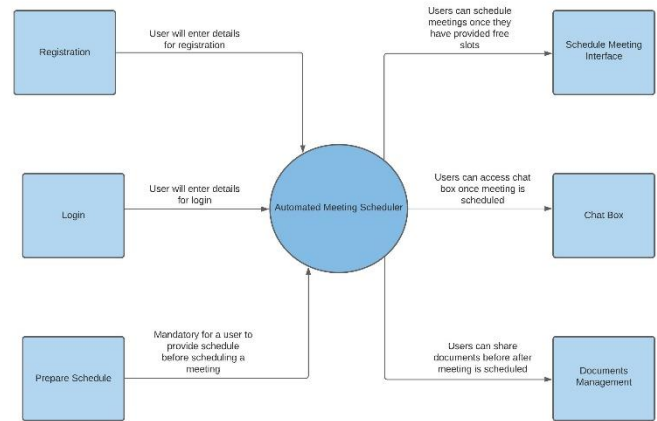 Registration
User will enter details
for registration
Users can schedule
meetings once they
have provided free
slots
Schedule Meeting
Interface
Login
User will enter details
for login
Automated Meeting Scheduler
Users can access chat
box once meeting is
scheduled
Chat Box
Prepare Schedule
Mandatory for a user to
provide schedule
before scheduling a
meeting
Users can share
documents before after
meeting is scheduled
Documents
Management